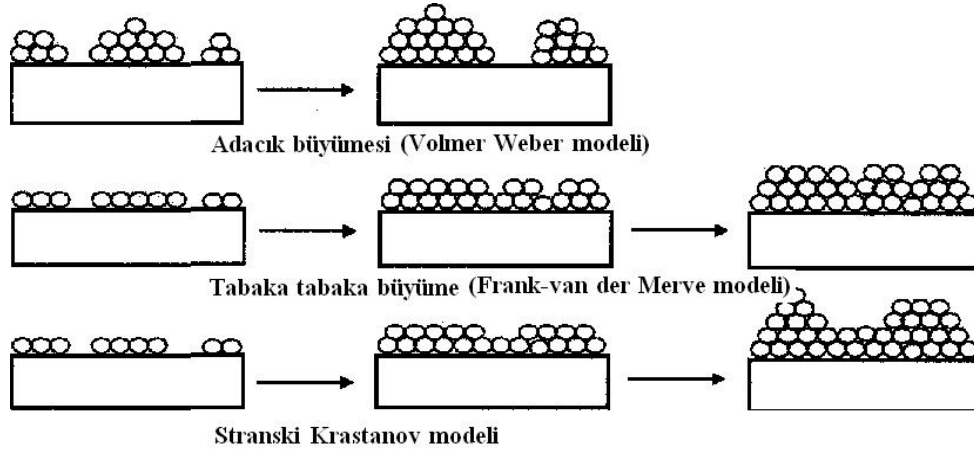 Adacık büyümesi (Volmer Weber modeli)
Tabaka tabaka büyüme (Frank-van der Merve modeli)
Stranski Krastanov modeli